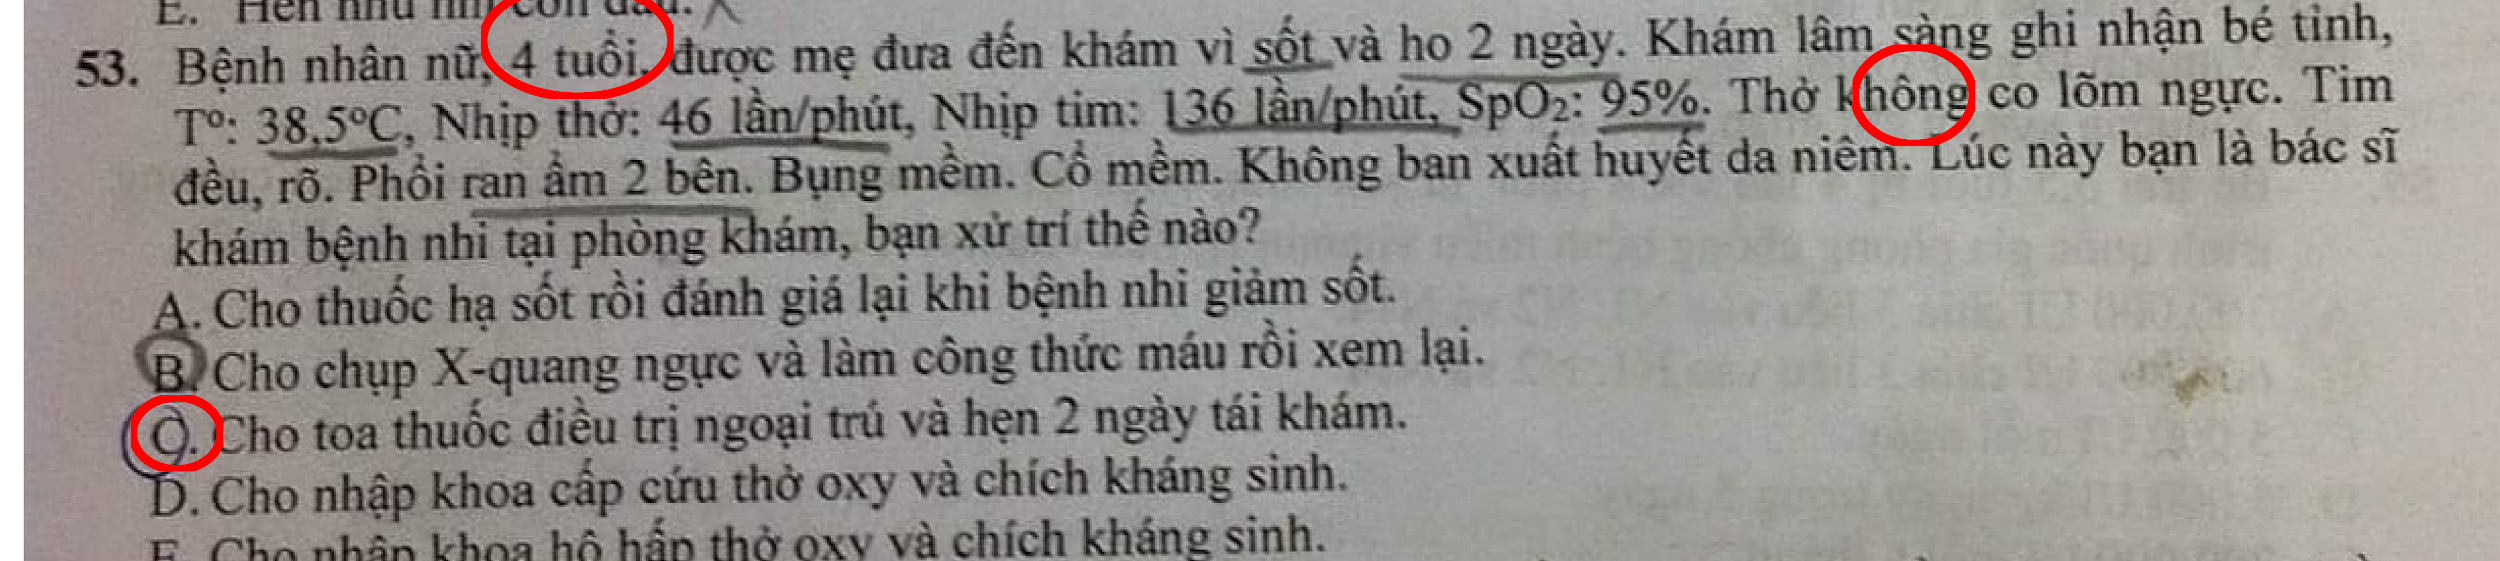 E. Hen nhũ nhi cơn đầu.
53. Bệnh nhân nữ, 4 tuổi, được mẹ đưa đến khám vì sốt và ho 2 ngày. Khám lâm sàng ghi nhận bé tỉnh,
Tº: 38,5ºC, Nhịp thở: 46 lần/phút, Nhịp tim: 136 lần/phút, SpO₂: 95%. Thở không co lõm ngực. Tim
đều, rõ. Phổi ran ẩm 2 bên. Bụng mềm. Cổ mềm. Không ban xuất huyết da niêm. Lúc này bạn là bác sĩ
khám bệnh nhi tại phòng khám, bạn xử trí thế nào?
A. Cho thuốc hạ sốt rồi đánh giá lại khi bệnh nhi giảm sốt.
B. Cho chụp X-quang ngực và làm công thức máu rồi xem lại.
C. Cho toa thuốc điều trị ngoại trú và hẹn 2 ngày tái khám.
D. Cho nhập khoa cấp cứu thở oxy và chích kháng sinh.
E. Cho nhập khoa hô hấp thở oxy và chích kháng sinh.